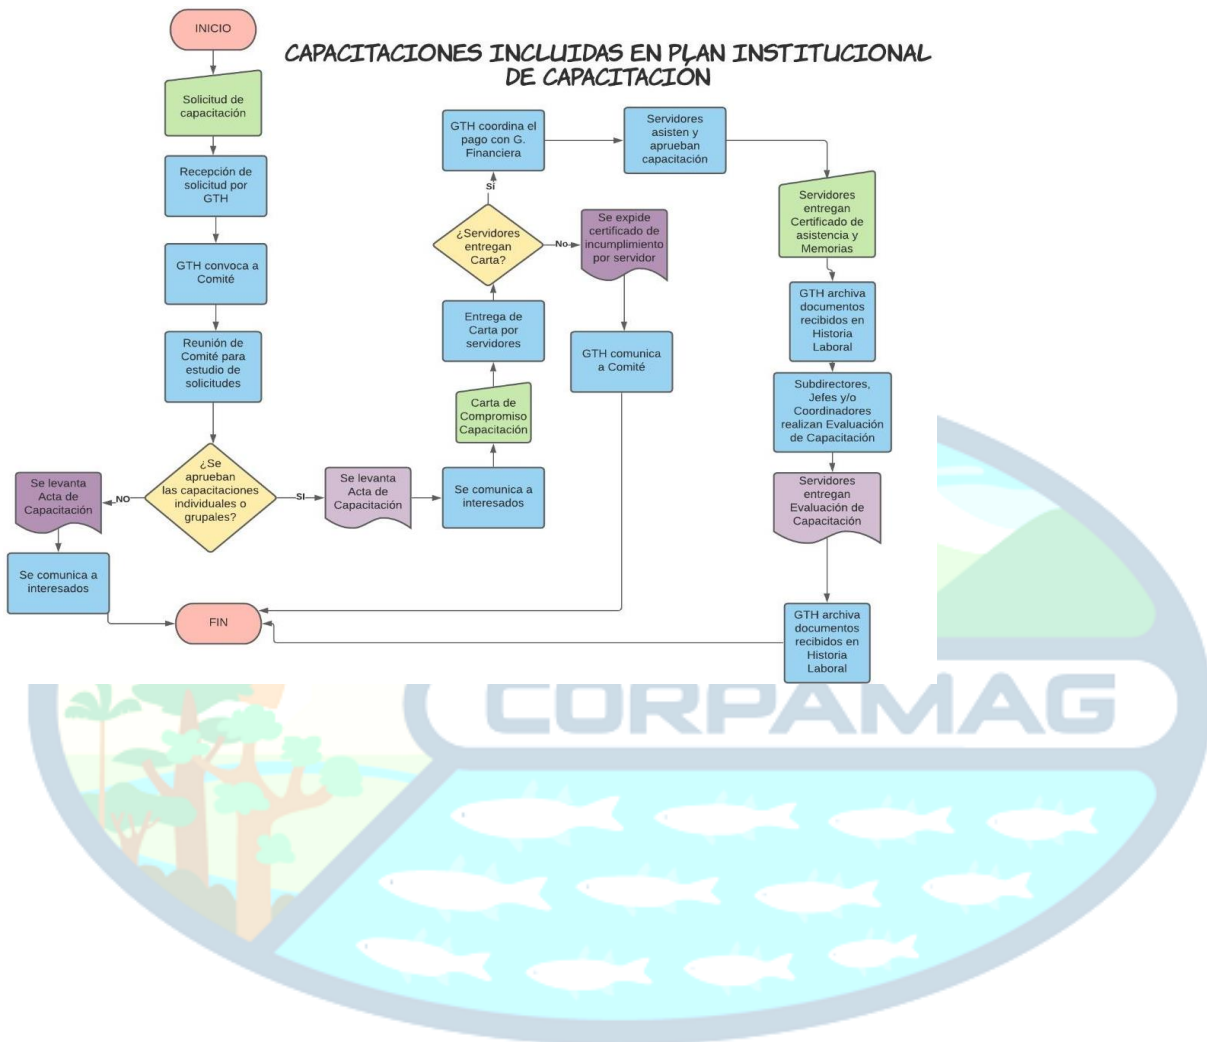 INICIO
CAPACITACIONES INCLUIDAS EN PLAN INSTITUCIONAL
DE CAPACITACIÓN
Solicitud de
capacitación
Recepción de
solicitud por
GTH
GTH convoca a
Comité
Reunión de
Comité para
estudio de
solicitudes
¿Se
aprueban
las capacitaciones
individuales o
grupales?
NO
Se levanta
Acta de
Capacitación
Se comunica a
interesados
SI
Se levanta
Acta de
Capacitación
Se comunica a
interesados
Carta de
Compromiso
Capacitación
Entrega de
Carta por
servidores
¿Servidores
entregan
Carta?
No
Se expide
certificado de
incumplimiento
por servidor
GTH comunica
a Comité
Sí
GTH coordina el
pago con G.
Financiera
Servidores
asisten y
aprueban
capacitación
Servidores
entregan
Certificado de
asistencia y
Memorias
GTH archiva
documentos
recibidos en
Historia
Laboral
Subdirectores,
Jefes y/o
Coordinadores
realizan Evaluación
de Capacitación
Servidores
entregan
Evaluación de
Capacitación
GTH archiva
documentos
recibidos en
Historia
Laboral
FIN
CORPAMAG